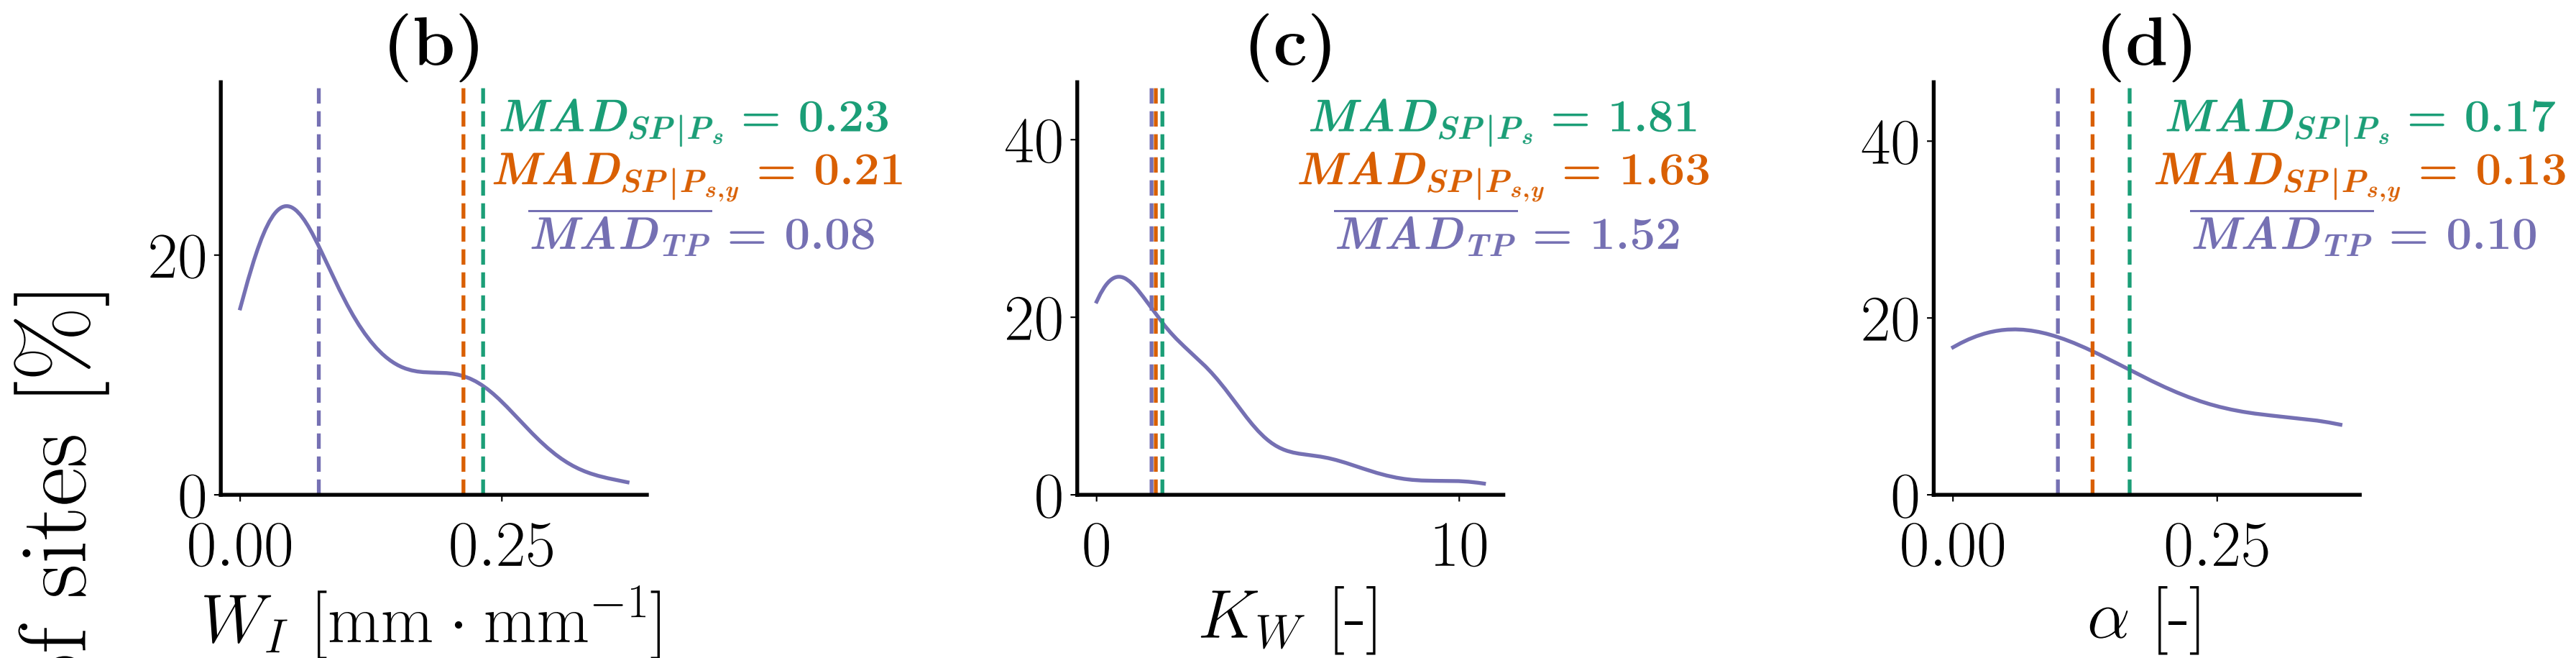 (b)
MAD_{SP|P_s} = 0.23
MAD_{SP|P_{s,y}} = 0.21
\overline{MAD_{TP}} = 0.08
20
0
0.00 0.25
W_I [mm · mm^{−1}]
(c)
MAD_{SP|P_s} = 1.81
MAD_{SP|P_{s,y}} = 1.63
\overline{MAD_{TP}} = 1.52
40
20
0
0 10
K_W [-]
(d)
MAD_{SP|P_s} = 0.17
MAD_{SP|P_{s,y}} = 0.13
\overline{MAD_{TP}} = 0.10
40
20
0
0.00 0.25
α [-]
sites [%]